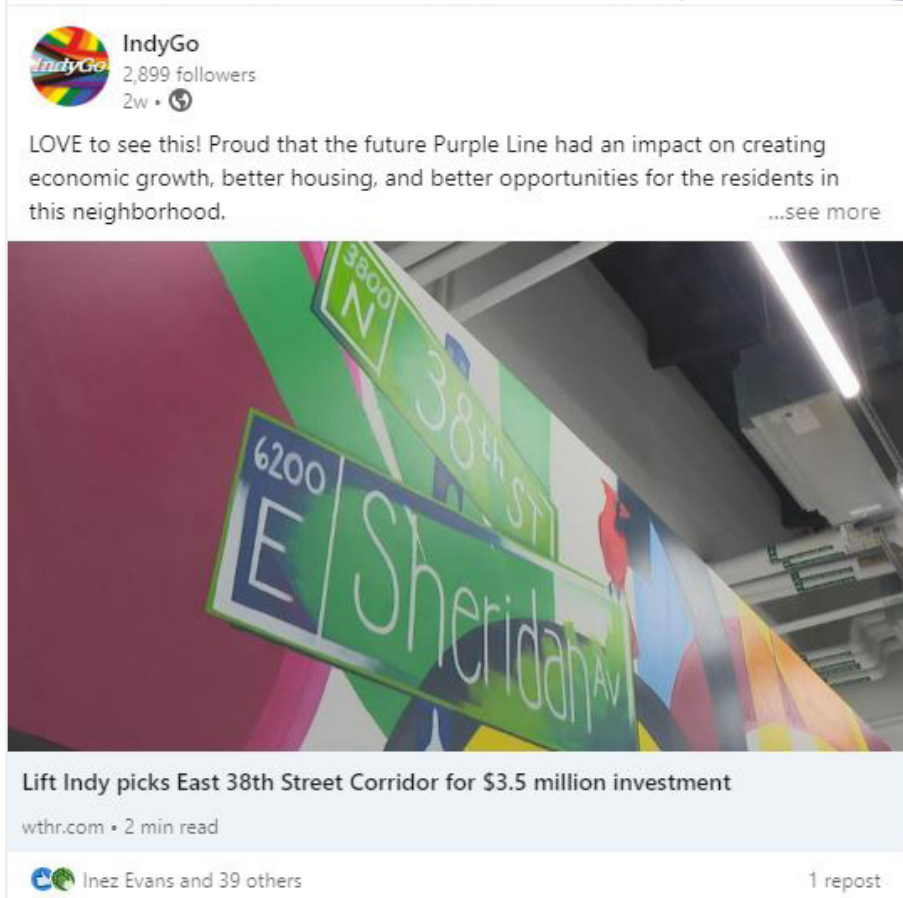 IndyGo
IndyGo
2,899 followers
2w •
LOVE to see this! Proud that the future Purple Line had an impact on creating
economic growth, better housing, and better opportunities for the residents in
this neighborhood.
...see more
3800
N
38th ST
6200
E
Sheridan AV
Lift Indy picks East 38th Street Corridor for $3.5 million investment
wthr.com • 2 min read
Inez Evans and 39 others
1 repost